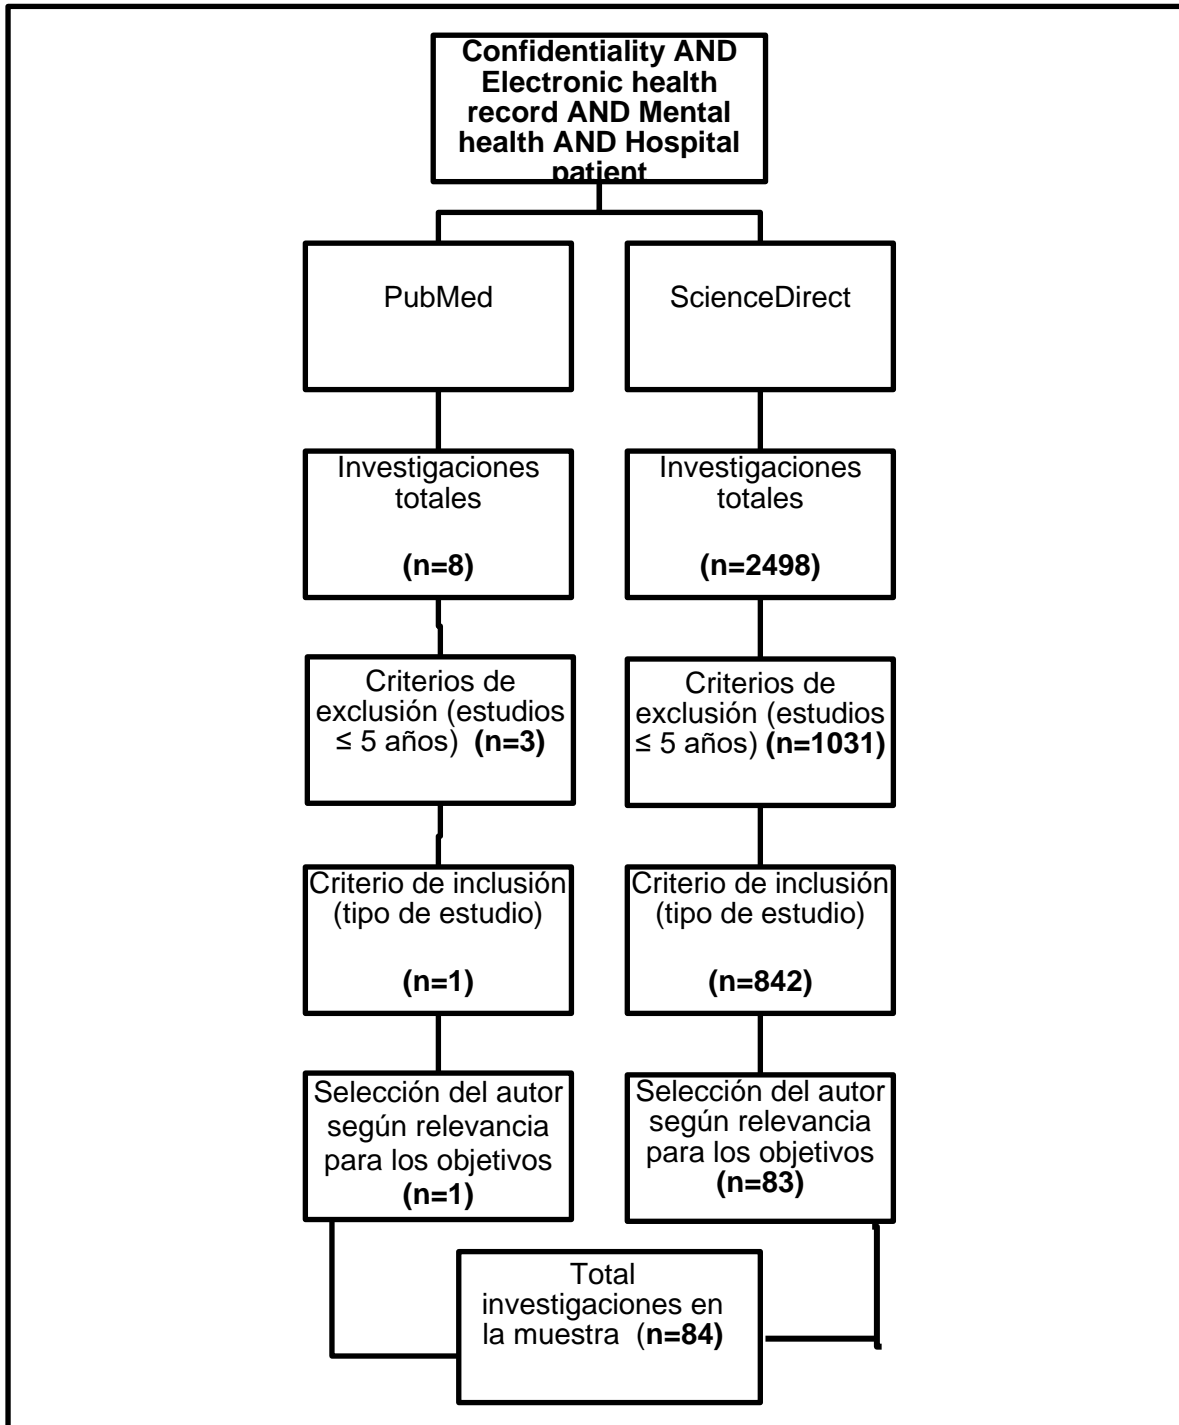 Confidentiality AND
Electronic health
record AND Mental
health AND Hospital
patient
PubMed
ScienceDirect
Investigaciones
totales
(n=8)
Investigaciones
totales
(n=2498)
Criterios de
exclusión (estudios
≤ 5 años) (n=3)
Criterios de
exclusión (estudios
≤ 5 años) (n=1031)
Criterio de inclusión
(tipo de estudio)
(n=1)
Criterio de inclusión
(tipo de estudio)
(n=842)
Selección del autor
según relevancia
para los objetivos
(n=1)
Selección del autor
según relevancia
para los objetivos
(n=83)
Total
investigaciones en
la muestra (n=84)